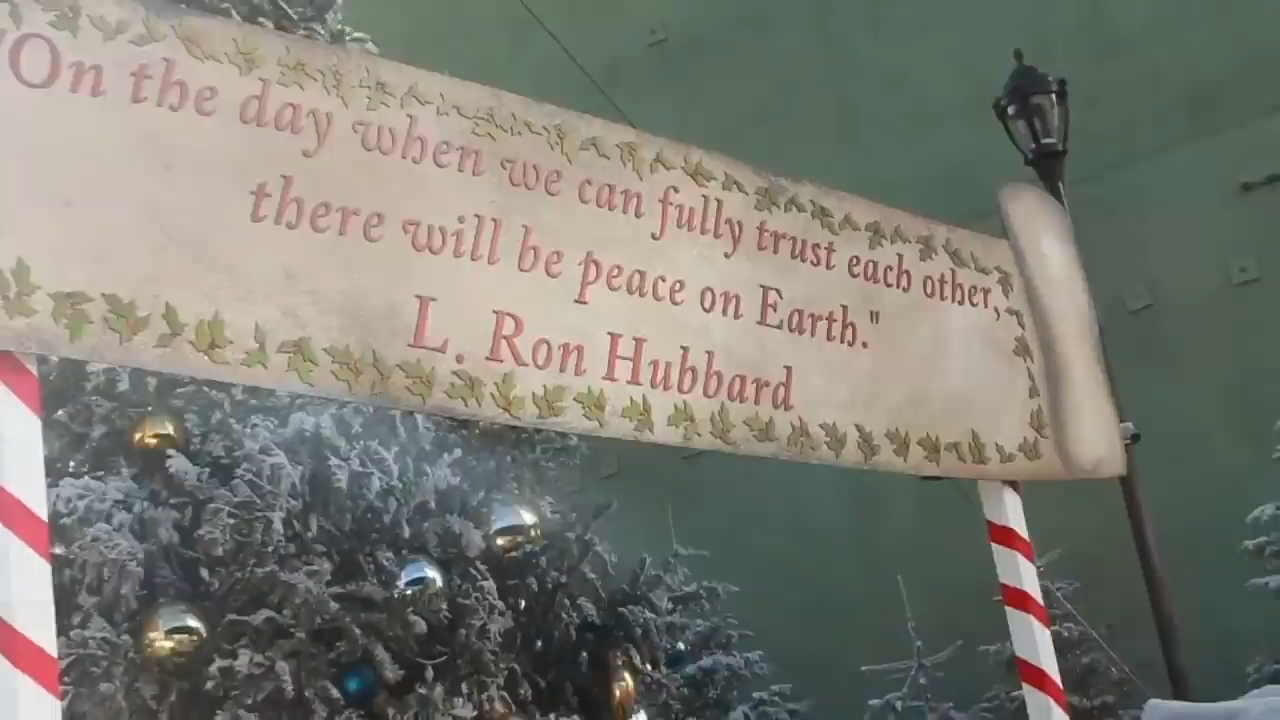 "On the day when we can fully trust each other,
there will be peace on Earth."
L. Ron Hubbard